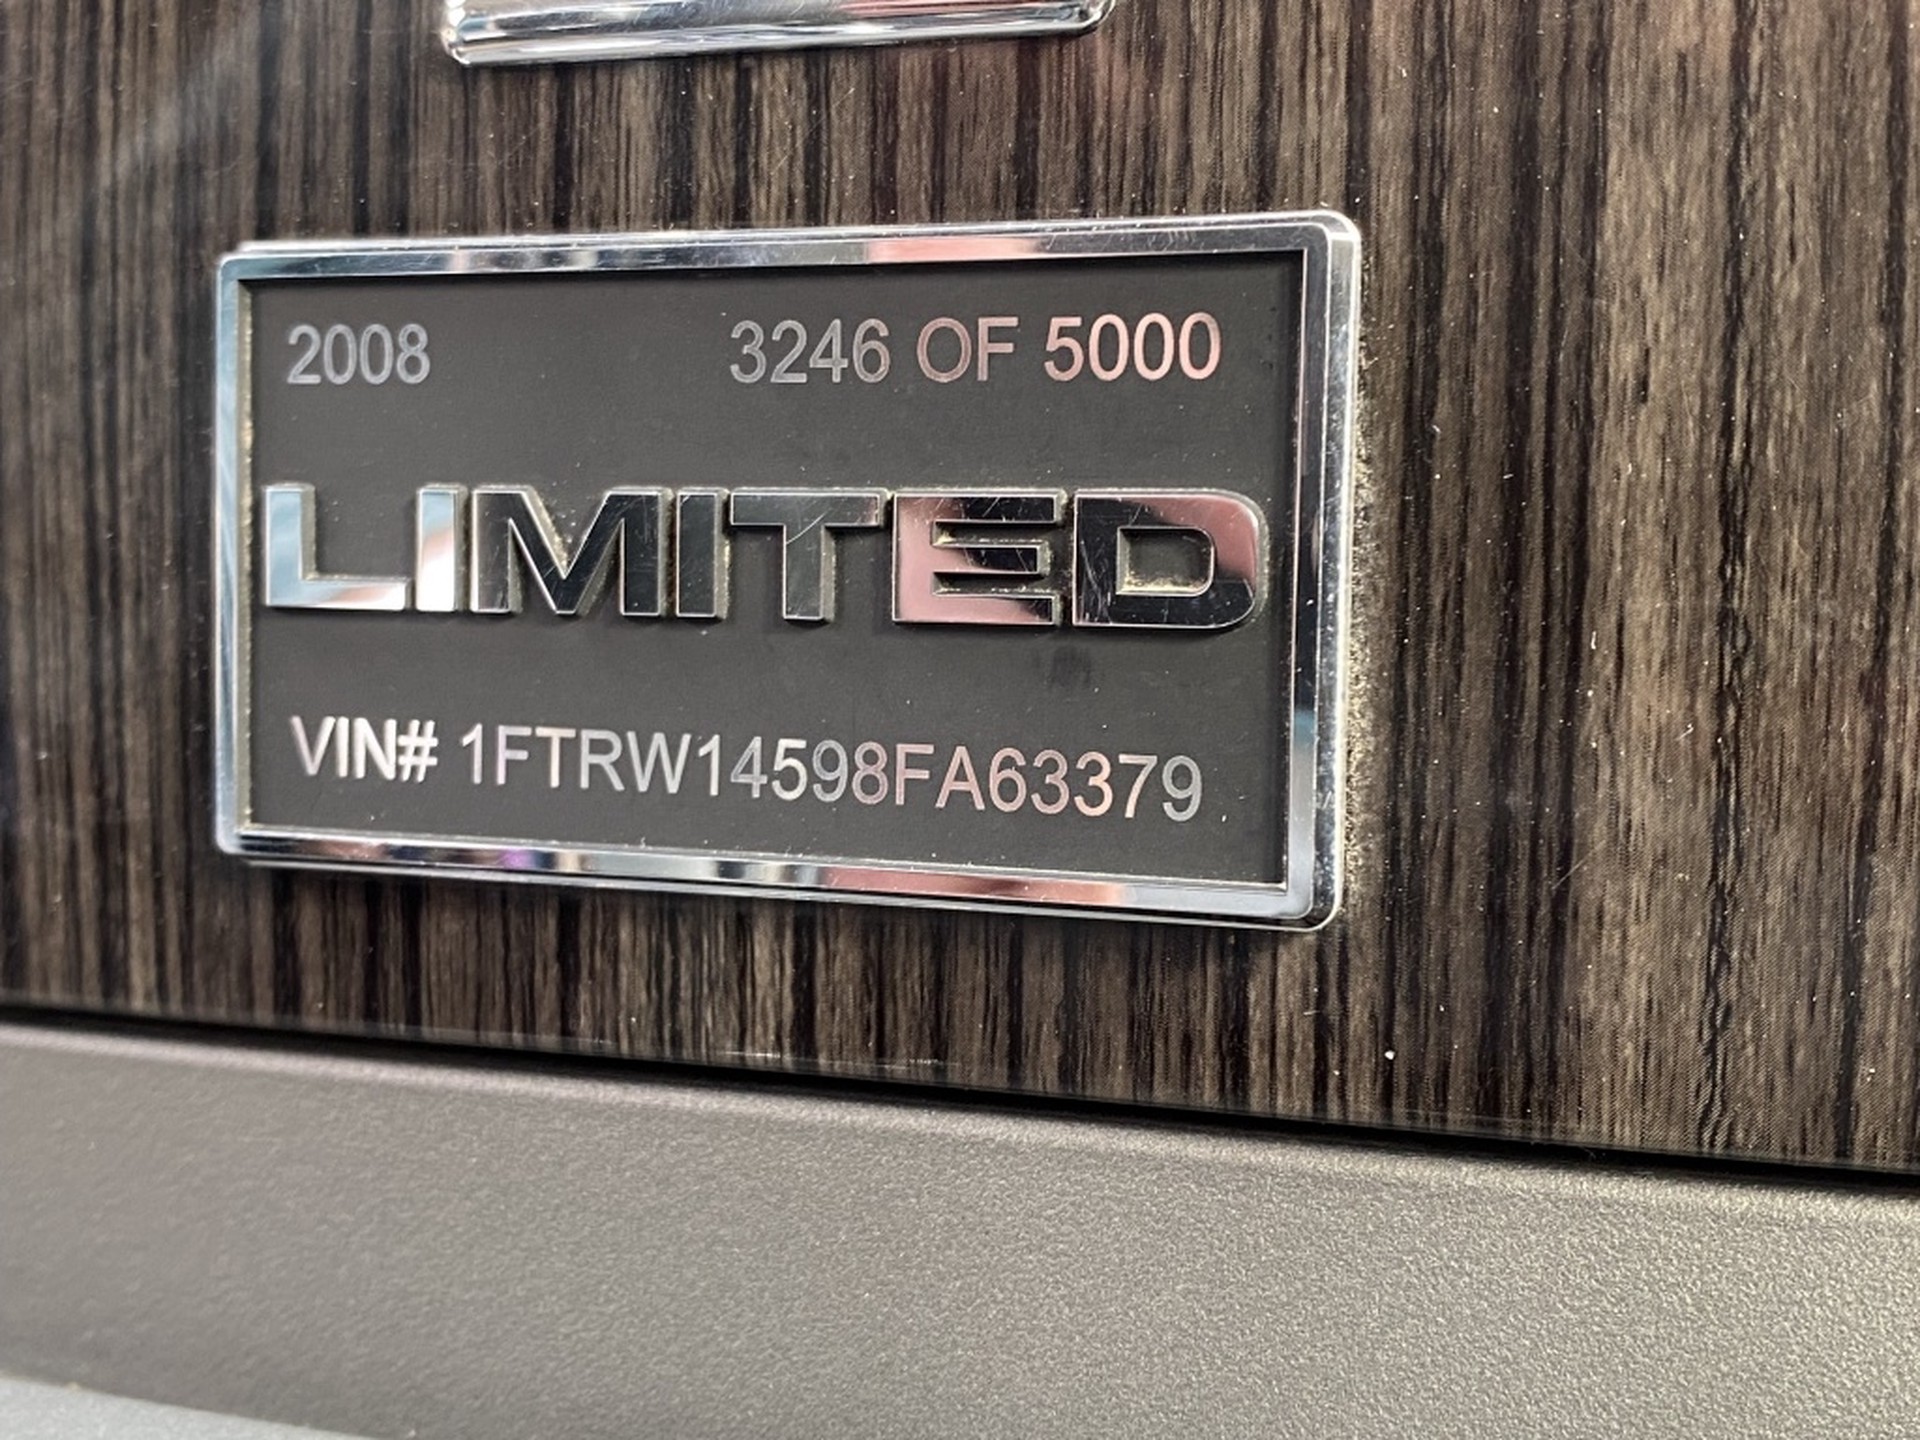 2008 3246 OF 5000
LIMITED
VIN# 1FTRW14598FA63379